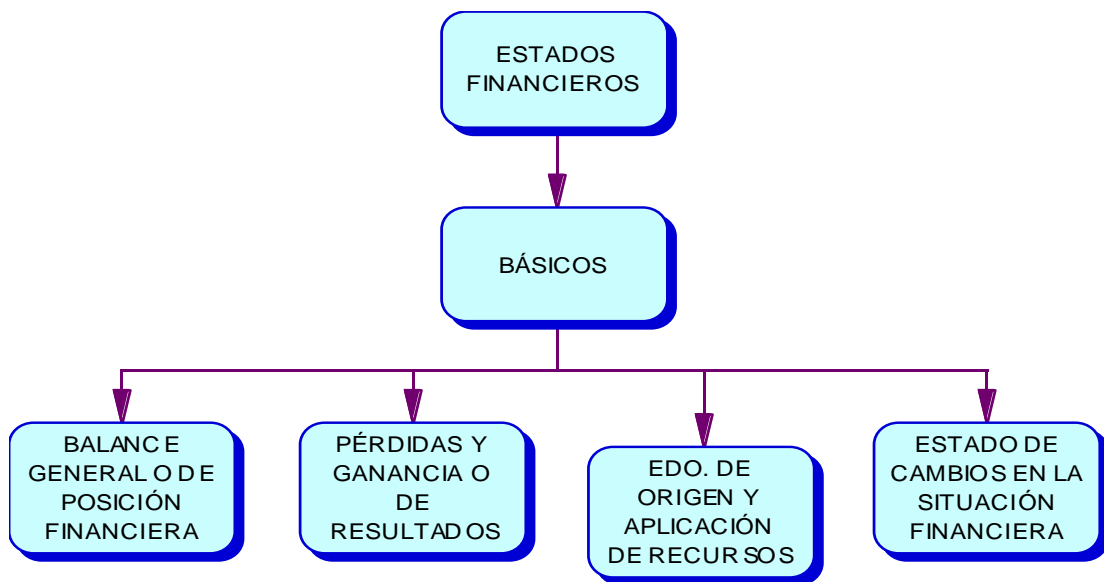 ESTADOS
FINANCIEROS
BÁSICOS
BALANCE
GENERAL O DE
POSICIÓN
FINANCIERA
PÉRDIDAS Y
GANANCIA O
DE
RESULTADOS
EDO. DE
ORIGEN Y
APLICACIÓN
DE RECURSOS
ESTADO DE
CAMBIOS EN LA
SITUACIÓN
FINANCIERA